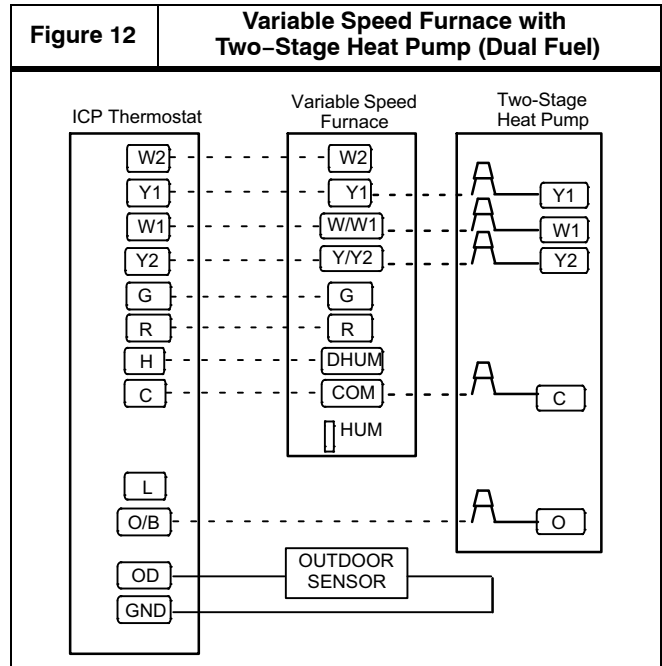 Figure 12
Variable Speed Furnace with
Two−Stage Heat Pump (Dual Fuel)
ICP Thermostat
Variable Speed
Furnace
Two-Stage
Heat Pump
W2
W2
Y1
Y1
Y1
W1
W/W1
W1
Y2
Y/Y2
Y2
G
G
R
R
H
DHUM
C
COM
C
HUM
L
O/B
O
OD
OUTDOOR
SENSOR
GND